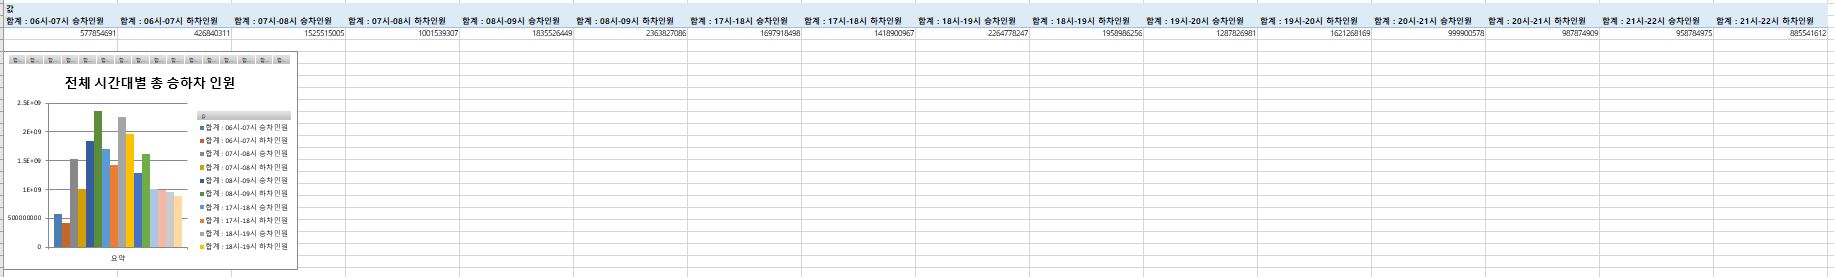 값
합계 : 06시-07시 승차인원 합계 : 06시-07시 하차인원 합계 : 07시-08시 승차인원 합계 : 07시-08시 하차인원 합계 : 08시-09시 승차인원 합계 : 08시-09시 하차인원 합계 : 17시-18시 승차인원 합계 : 17시-18시 하차인원 합계 : 18시-19시 승차인원 합계 : 18시-19시 하차인원 합계 : 19시-20시 승차인원 합계 : 19시-20시 하차인원 합계 : 20시-21시 승차인원 합계 : 20시-21시 하차인원 합계 : 21시-22시 승차인원 합계 : 21시-22시 하차인원
577854691 426840311 1525515005 1001539307 1835526449 2363827086 1697918498 1418900967 2264778247 1958986256 1287826981 1621268169 999900578 987874909 958784975 885541612
전체 시간대별 총 승하차 인원
2.5E+09
2E+09
1.5E+09
1E+09
500000000
0
요약
합계 : 06시-07시 승차인원
합계 : 06시-07시 하차인원
합계 : 07시-08시 승차인원
합계 : 07시-08시 하차인원
합계 : 08시-09시 승차인원
합계 : 08시-09시 하차인원
합계 : 17시-18시 승차인원
합계 : 17시-18시 하차인원
합계 : 18시-19시 승차인원
합계 : 18시-19시 하차인원